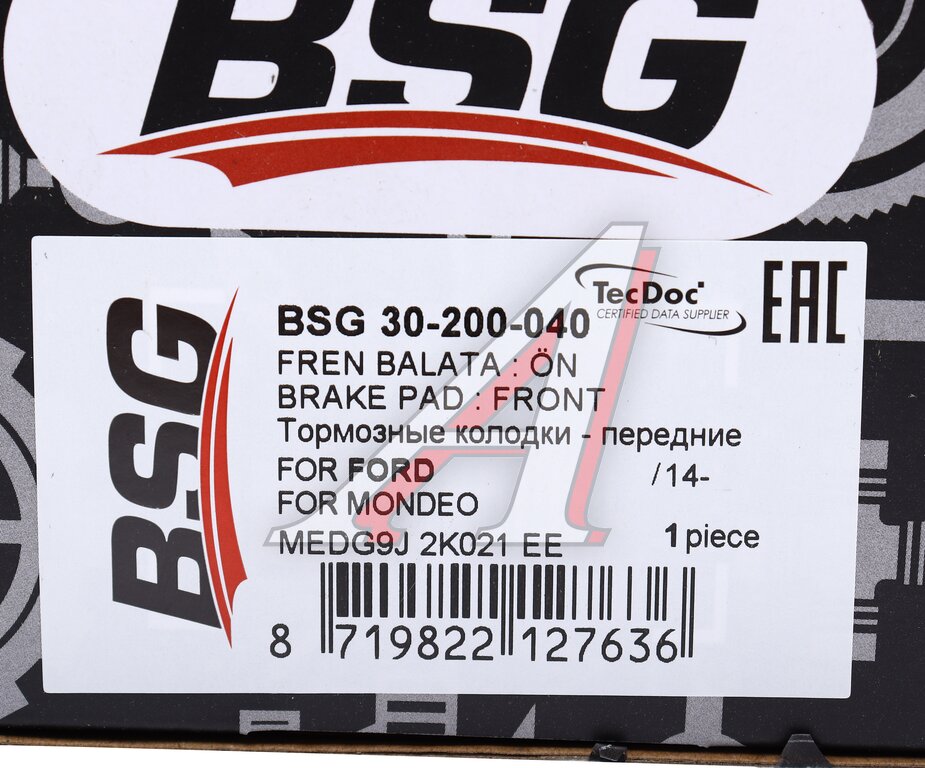 BSG
BSG
BSG 30-200-040
TecDoc
CERTIFIED DATA SUPPLIER
EAC
FREN BALATA : ÖN
BRAKE PAD : FRONT
Тормозные колодки - передние
FOR FORD /14-
FOR MONDEO
MEDG9J 2K021 EE 1 piece
8 719822 127636